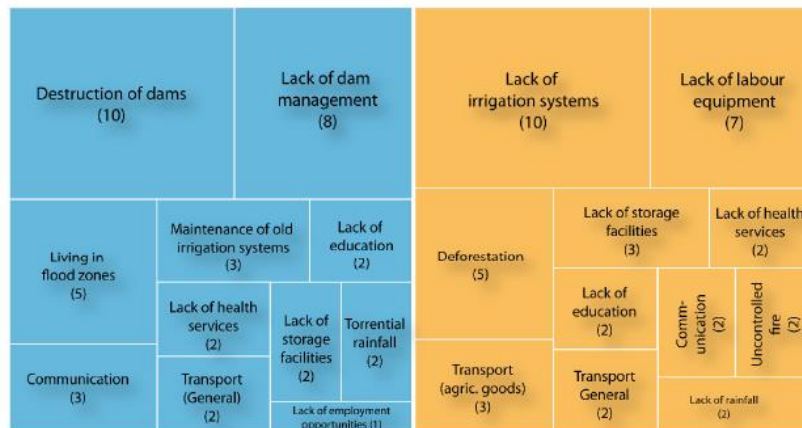 Destruction of dams
(10)
Lack of dam
management
(8)
Living in
flood zones
(5)
Maintenance of old
irrigation systems
(3)
Lack of
education
(2)
Lack of health
services
(2)
Lack of
storage
facilities
(2)
Torrential
rainfall
(2)
Communication
(3)
Transport
(General)
(2)
Lack of employment
opportunities (1)
Lack of
irrigation systems
(10)
Lack of labour
equipment
(7)
Deforestation
(5)
Lack of storage
facilities
(3)
Lack of health
services
(2)
Lack of
education
(2)
Comm-
unication
(2)
Uncontrolled
fire
(2)
Transport
(agric. goods)
(3)
Transport
General
(2)
Lack of rainfall
(2)